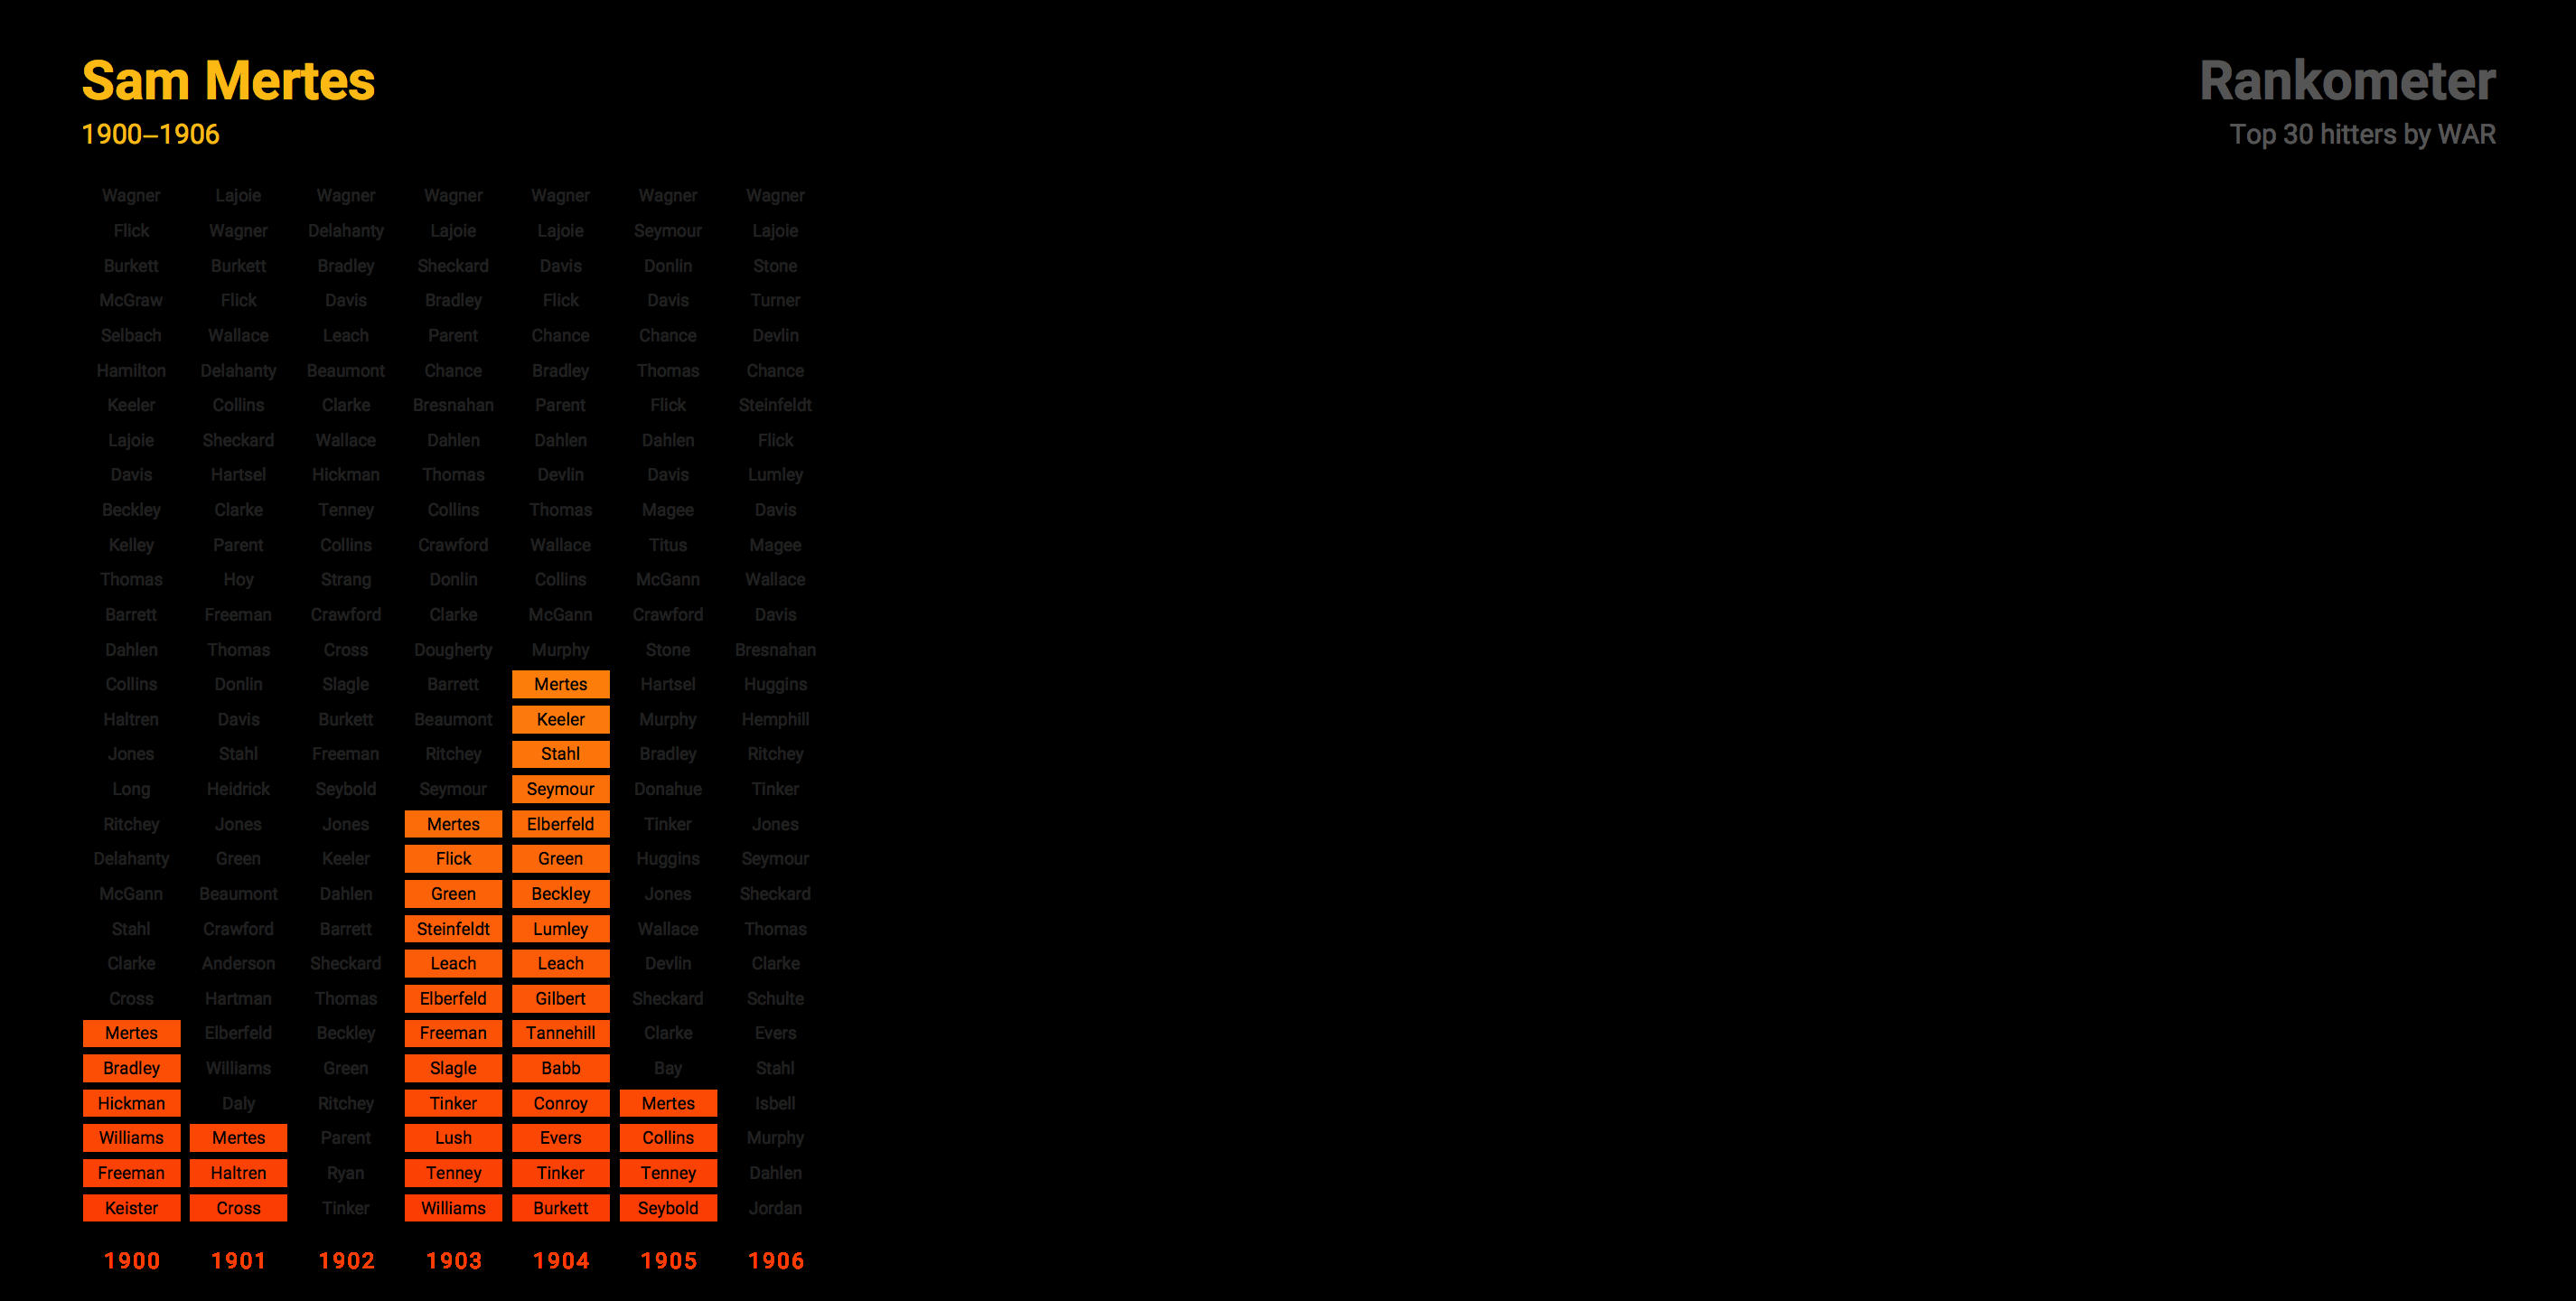 Sam Mertes
1900–1906
Rankometer
Top 30 hitters by WAR
Wagner Lajoie Wagner Wagner Wagner Wagner Wagner
Flick Wagner Delahanty Lajoie Lajoie Seymour Lajoie
Burkett Burkett Bradley Sheckard Davis Donlin Stone
McGraw Flick Davis Bradley Flick Davis Turner
Selbach Wallace Leach Parent Chance Chance Devlin
Hamilton Delahanty Beaumont Chance Bradley Thomas Chance
Keeler Collins Clarke Bresnahan Parent Flick Steinfeldt
Lajoie Sheckard Wallace Dahlen Dahlen Dahlen Flick
Davis Hartsel Hickman Thomas Devlin Davis Lumley
Beckley Clarke Tenney Collins Thomas Magee Davis
Kelley Parent Collins Crawford Wallace Titus Magee
Thomas Hoy Strang Donlin Collins McGann Wallace
Barrett Freeman Crawford Clarke McGann Crawford Davis
Dahlen Thomas Cross Dougherty Murphy Stone Bresnahan
Collins Donlin Slagle Barrett Mertes Hartsel Huggins
Haltren Davis Burkett Beaumont Keeler Murphy Hemphill
Jones Stahl Freeman Ritchey Stahl Bradley Ritchey
Long Heidrick Seybold Seymour Seymour Donahue Tinker
Ritchey Jones Jones Mertes Elberfeld Tinker Jones
Delahanty Green Keeler Flick Green Huggins Seymour
McGann Beaumont Dahlen Green Beckley Jones Sheckard
Stahl Crawford Barrett Steinfeldt Lumley Wallace Thomas
Clarke Anderson Sheckard Leach Leach Devlin Clarke
Cross Hartman Thomas Elberfeld Gilbert Sheckard Schulte
Mertes Elberfeld Beckley Freeman Tannehill Clarke Evers
Bradley Williams Green Slagle Babb Bay Stahl
Hickman Daly Ritchey Tinker Conroy Mertes Isbell
Williams Mertes Parent Lush Evers Collins Murphy
Freeman Haltren Ryan Tenney Tinker Tenney Dahlen
Keister Cross Tinker Williams Burkett Seybold Jordan
1900 1901 1902 1903 1904 1905 1906